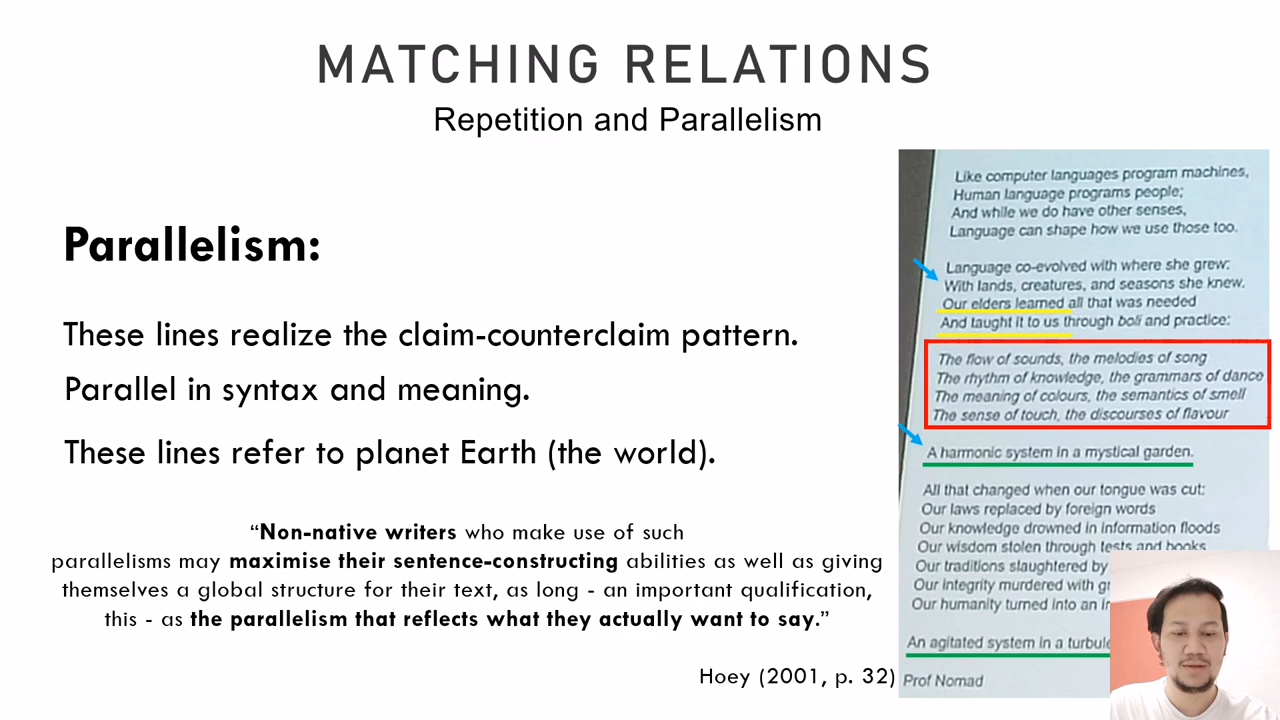 MATCHING RELATIONS
Repetition and Parallelism
Parallelism:
These lines realize the claim-counterclaim pattern.
Parallel in syntax and meaning.
These lines refer to planet Earth (the world).
“Non-native writers who make use of such
parallelisms may maximise their sentence-constructing abilities as well as giving
themselves a global structure for their text, as long - an important qualification,
this - as the parallelism that reflects what they actually want to say.”
Hoey (2001, p. 32)
Like computer languages program machines,
Human language programs people;
And while we do have other senses,
Language can shape how we use those too.
Language co-evolved with where she grew:
With lands, creatures, and seasons she knew.
Our elders learned all that was needed
And taught it to us through boli and practice:
The flow of sounds, the melodies of song
The rhythm of knowledge, the grammars of dance
The meaning of colours, the semantics of smell
The sense of touch, the discourses of flavour
A harmonic system in a mystical garden.
All that changed when our tongue was cut:
Our laws replaced by foreign words
Our knowledge drowned in information floods
Our wisdom stolen through tests and books
Our traditions slaughtered by
Our integrity murdered with
Our humanity turned into an
An agitated system in a
Prof Nomad